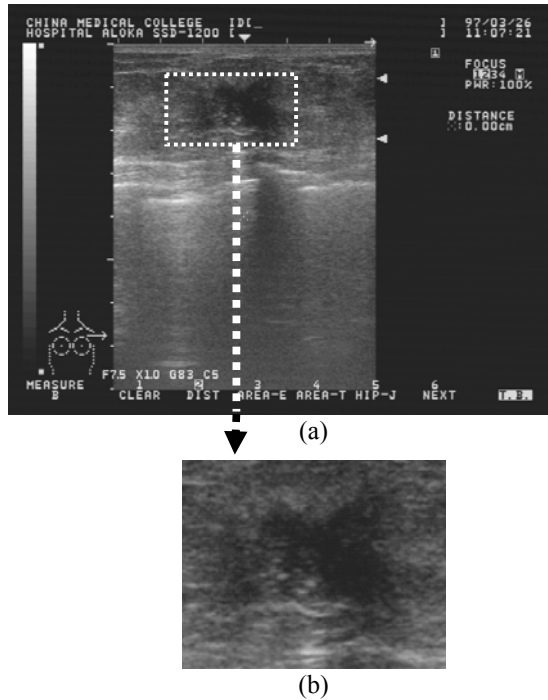 CHINA MEDICAL COLLEGE ID[_ ] 97/03/26
HOSPITAL ALOKA SSD-1200 [ ] 11:07:21
1
FOCUS
1234 M
PWR:100%
DISTANCE
:0.00cm
F7.5 X1.0 G83 C5
MEASURE 1 2 3 4 5 6
B CLEAR DIST AREA-E AREA-T HIP-J NEXT T.B.
(a)
(b)